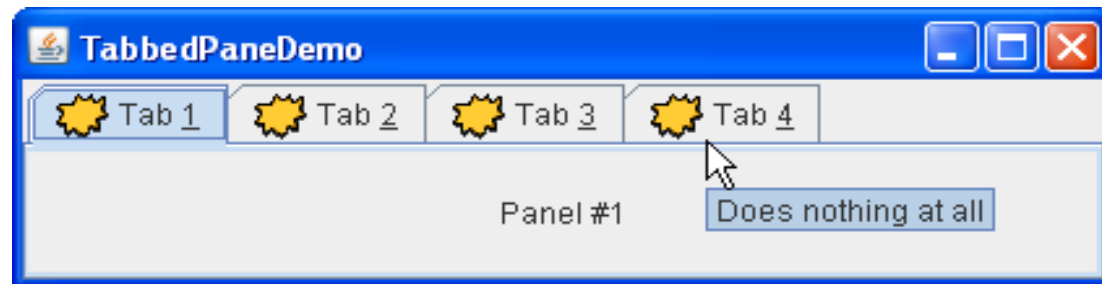 TabbedPaneDemo
Tab 1 Tab 2 Tab 3 Tab 4
Panel #1
Does nothing at all